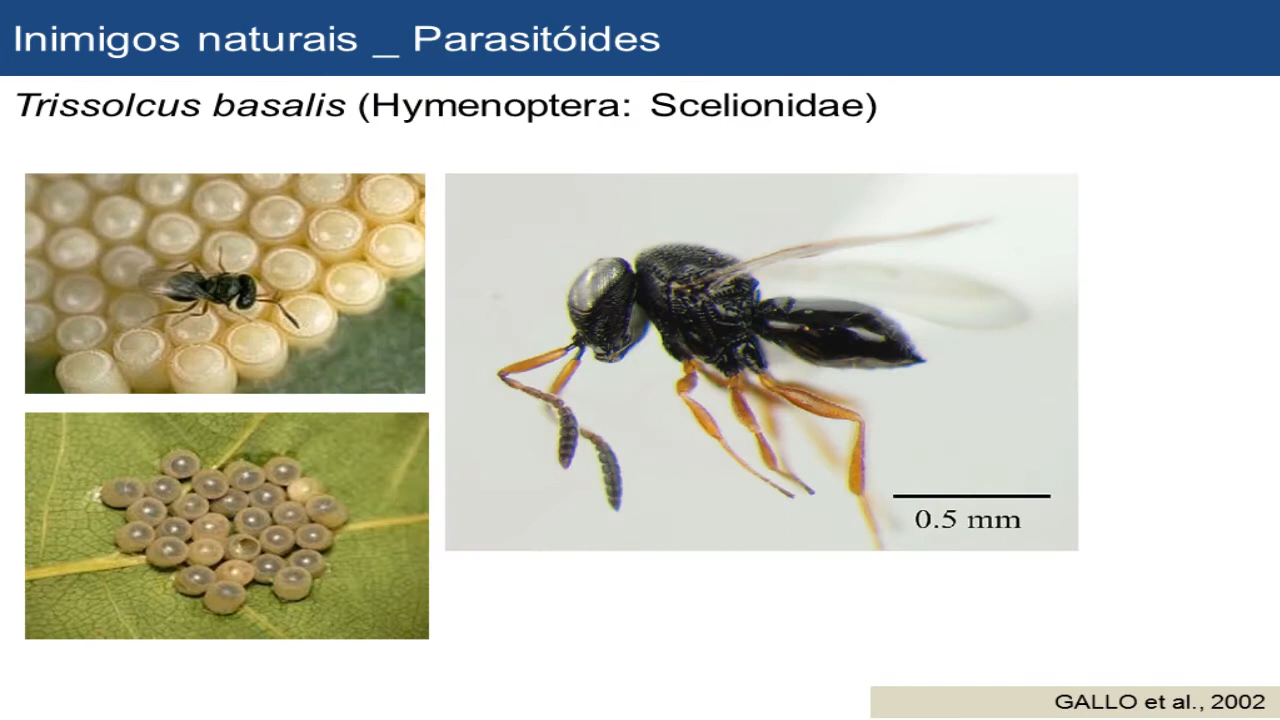 Inimigos naturais _ Parasitóides
Trissolcus basalis (Hymenoptera: Scelionidae)
0.5 mm
GALLO et al., 2002